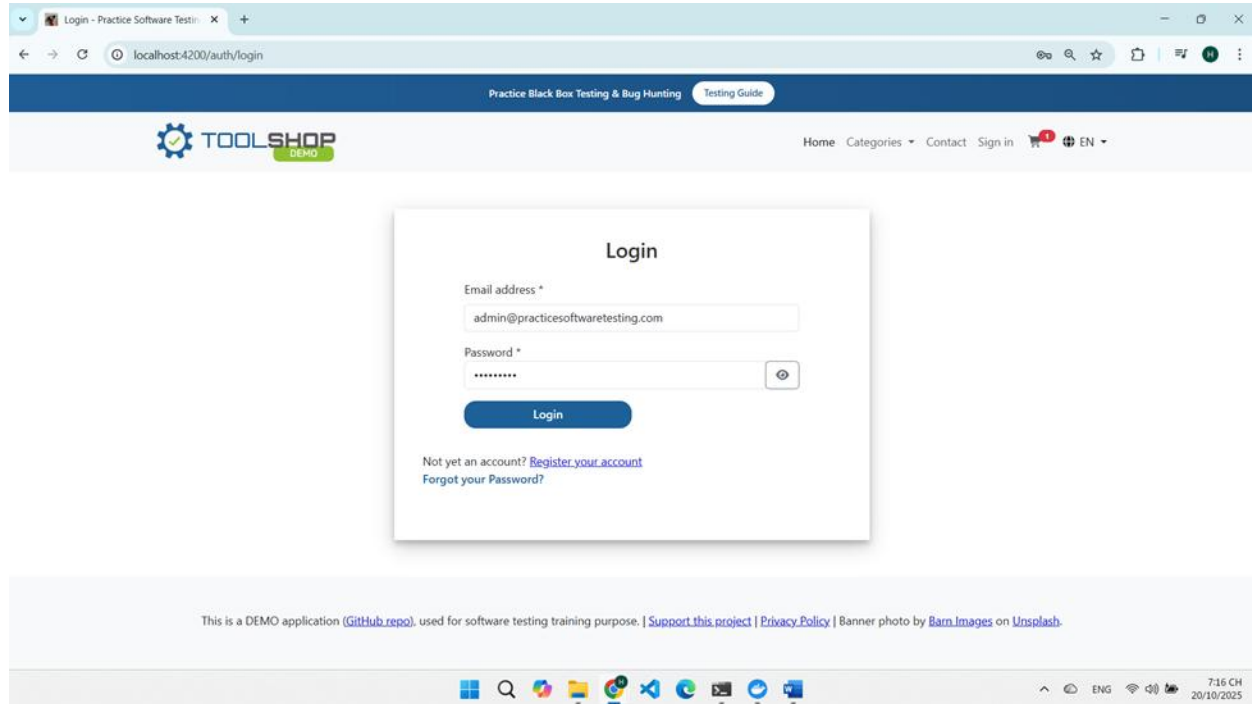 Login - Practice Software Testin
localhost:4200/auth/login
H
Practice Black Box Testing & Bug Hunting Testing Guide
TOOLSHOP
DEMO
Home Categories Contact Sign in 1 EN
Login
Email address *
admin@practicesoftwaretesting.com
Password *
•••••••••
Login
Not yet an account? Register your account
Forgot your Password?
This is a DEMO application (GitHub repo), used for software testing training purpose. | Support this project | Privacy Policy | Banner photo by Barn Images on Unsplash.
ENG 7:16 CH
20/10/2025